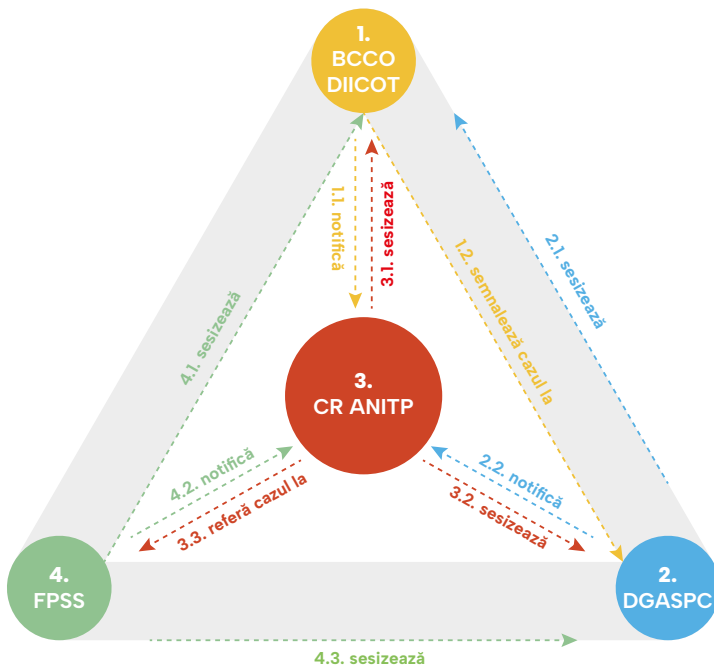 1.
BCCO
DIICOT
1.1. notifică
3.1. sesizează
1.2. semnalează cazul la
2.1. sesizează
4.1. sesizează
3.
CR ANITP
4.2. notifică
3.3. referă cazul la
2.2. notifică
3.2. sesizează
4.
FPSS
2.
DGASPC
4.3. sesizează